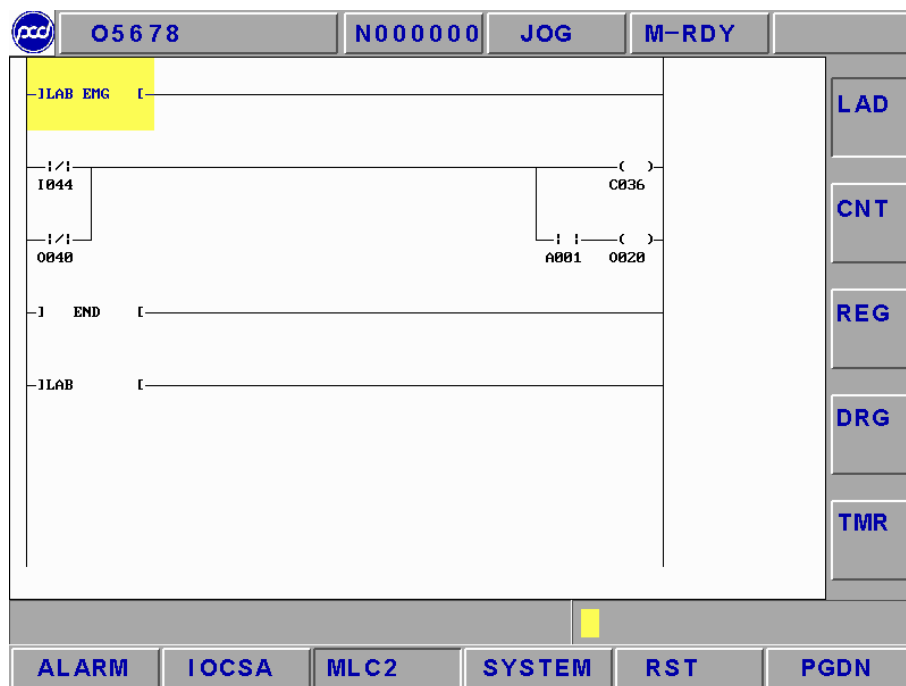 pcd O5678 N000000 JOG M-RDY
]LAB EMG [
LAD
I044 C036
CNT
O040 A001 O020
] END [
REG
]LAB [
DRG
TMR
ALARM IOCSA MLC2 SYSTEM RST PGDN